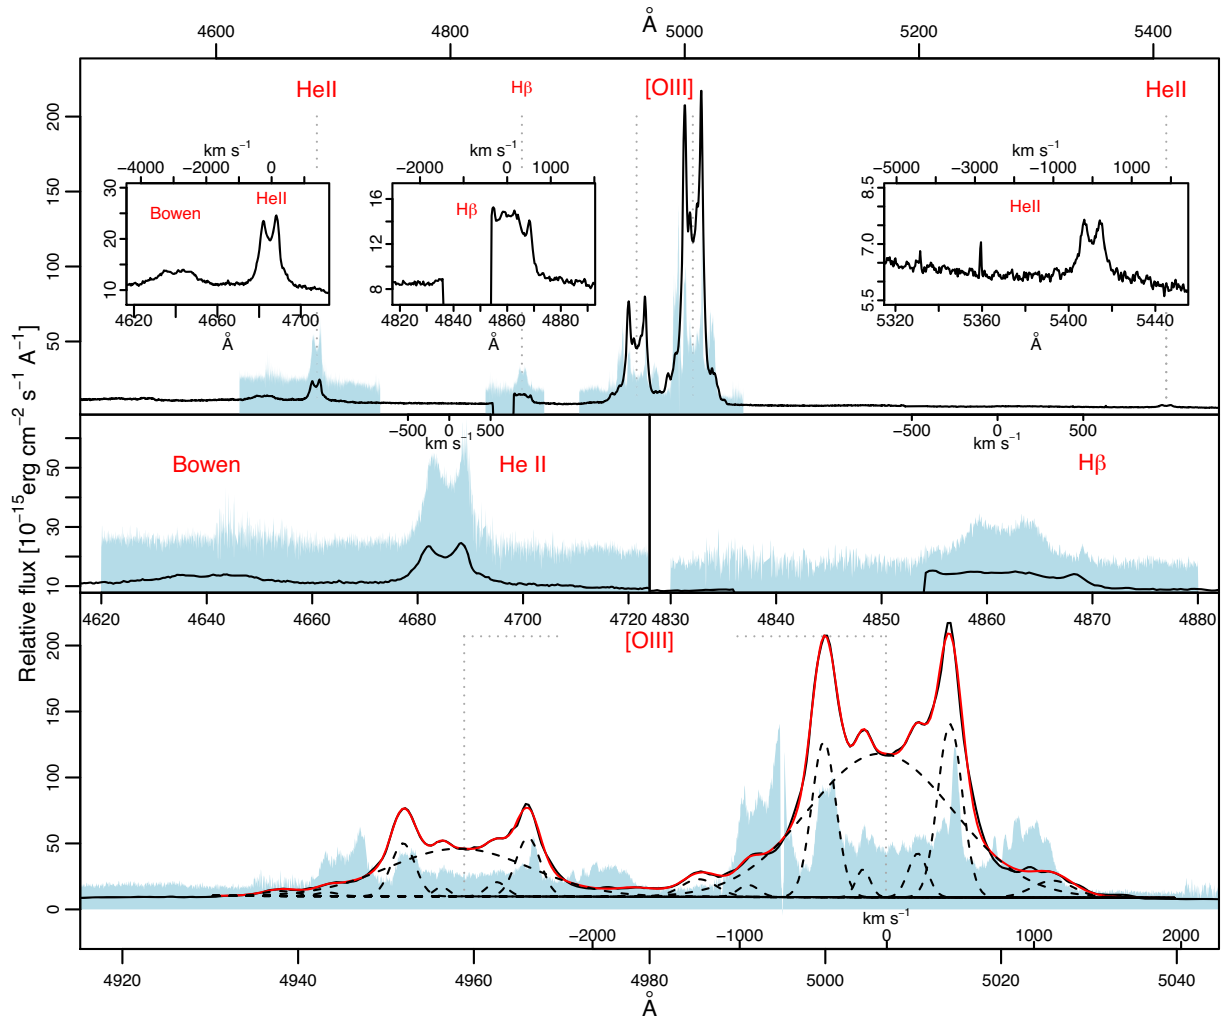 Å
4600 4800 5000 5200 5400
HeII Hβ [OIII] HeII
200
150
100
50
km s⁻¹
−4000 −2000 0
30
20
10
Bowen HeII
4620 4660 4700
Å
km s⁻¹
−2000 0 1000
16
12
8
Hβ
4820 4840 4860 4880
Å
km s⁻¹
−5000 −3000 −1000 1000
8.5
7.0
5.5
HeII
5320 5360 5400 5440
Å
Relative flux [10⁻¹⁵erg cm⁻² s⁻¹ A⁻¹]
−500 0 500
km s⁻¹
Bowen He II
50
30
10
4620 4640 4660 4680 4700 4720
−500 0 500
km s⁻¹
Hβ
4830 4840 4850 4860 4870 4880
[OIII]
200
150
100
50
0
km s⁻¹
−2000 −1000 0 1000 2000
4920 4940 4960 4980 5000 5020 5040
Å